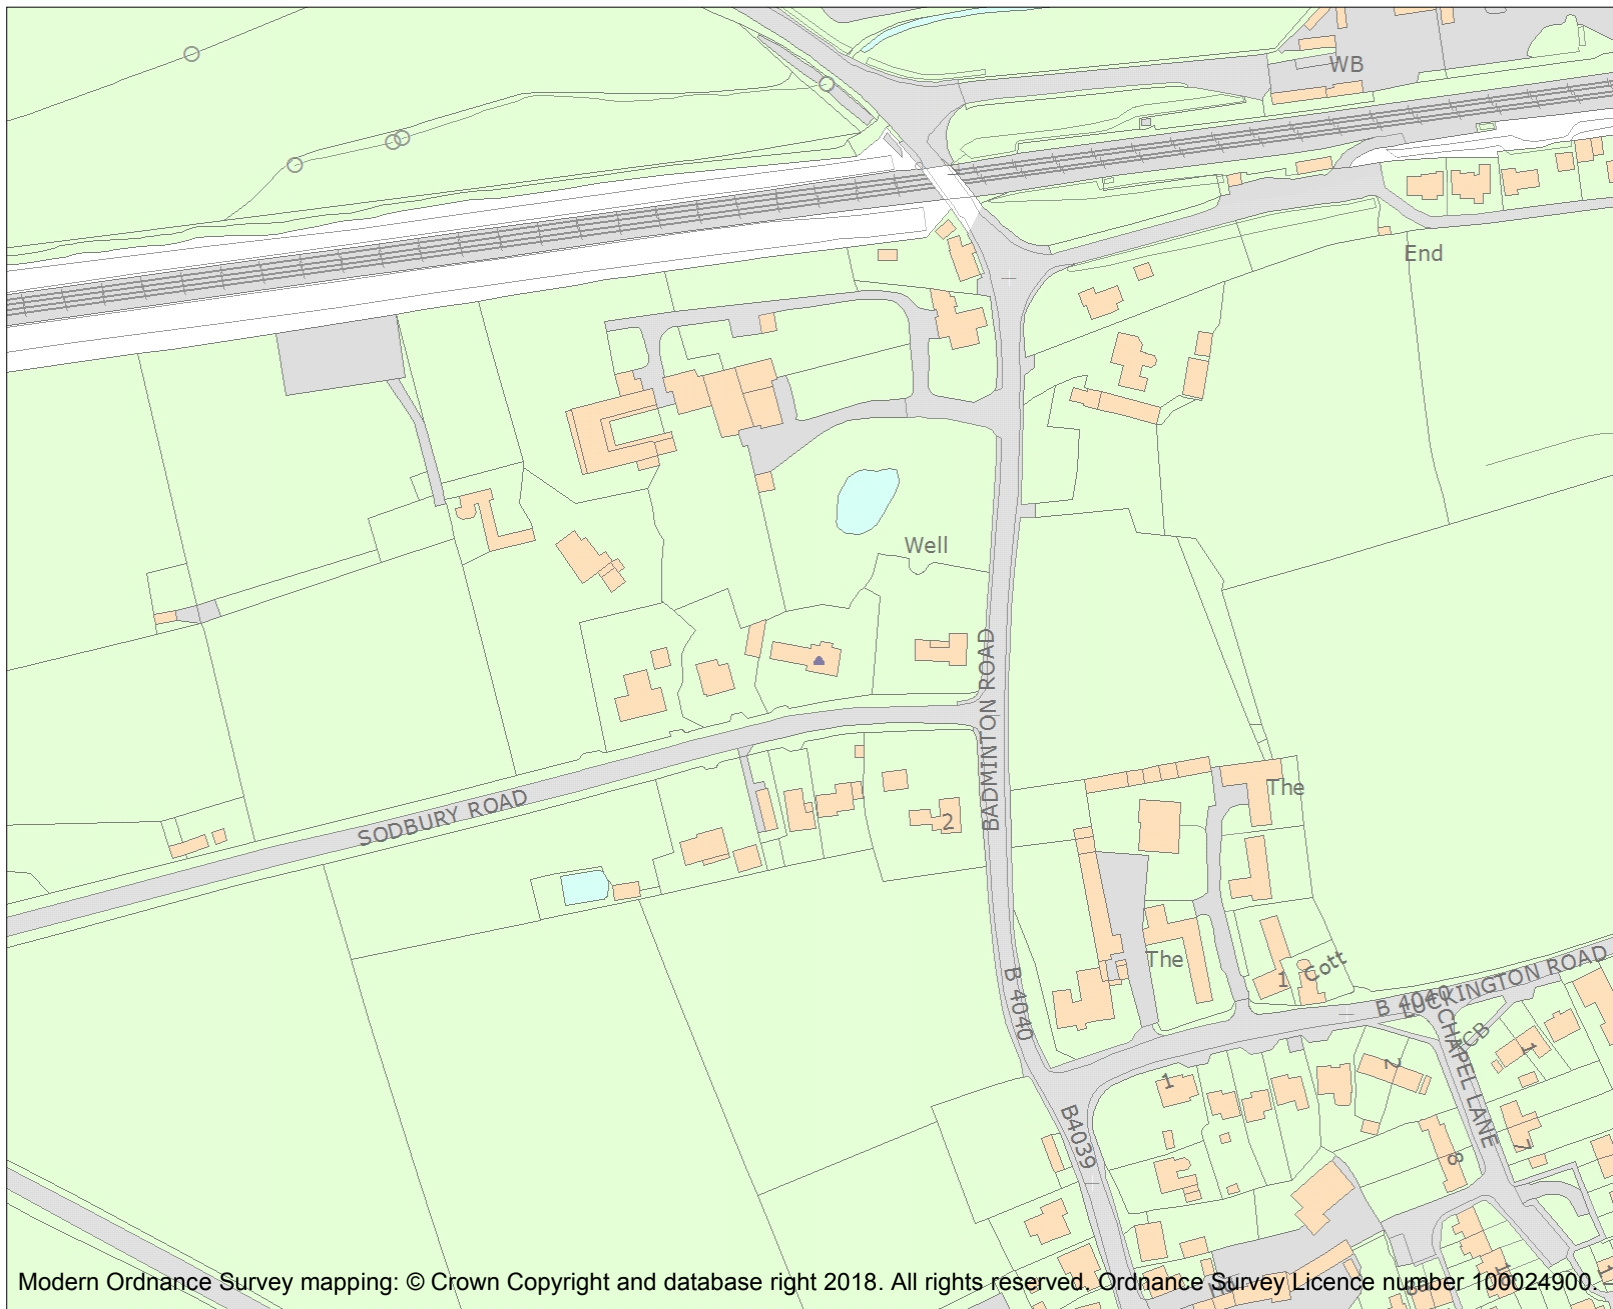 WB
End
Well
BADMINTON ROAD
The
SODBURY ROAD
2
The
1
Cott
B 4040
B 4040
LUCKINGTON ROAD
CHAPEL LANE
TCB
1
2
1
B4039
7
8
Modern Ordnance Survey mapping: © Crown Copyright and database right 2018. All rights reserved. Ordnance Survey Licence number 100024900.